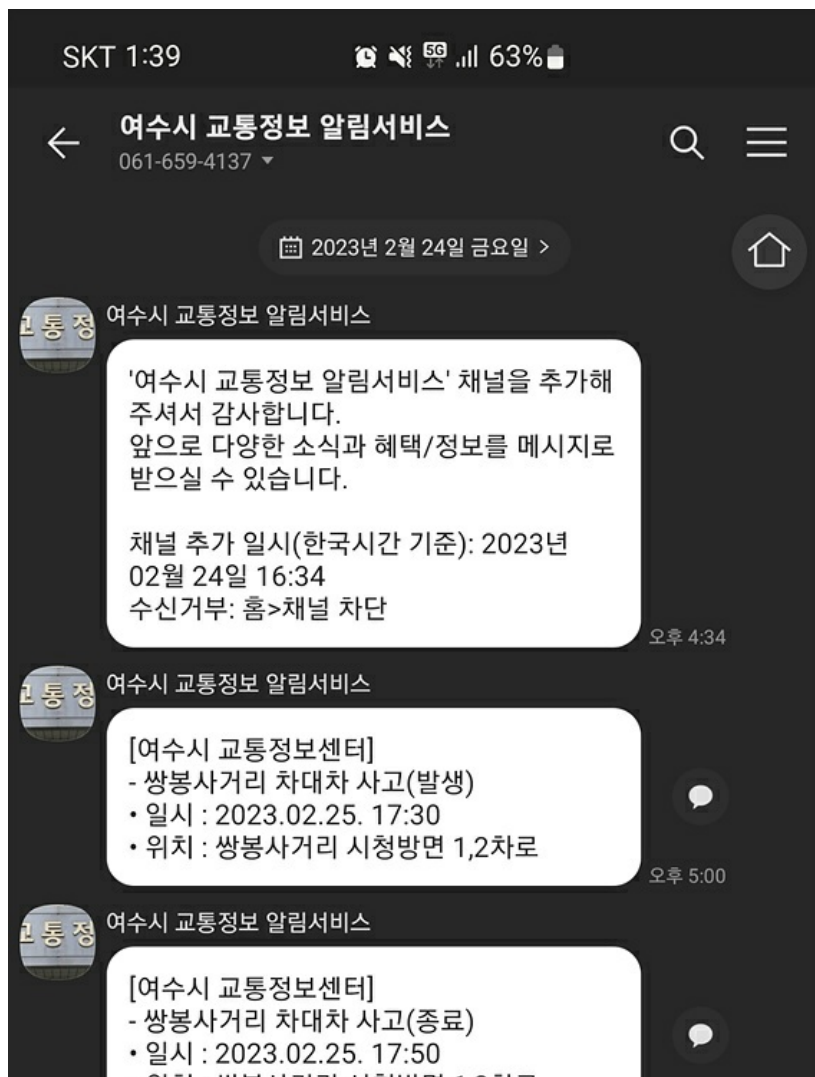 SKT 1:39
5G
63%
여수시 교통정보 알림서비스
061-659-4137
2023년 2월 24일 금요일 >
교통정
여수시 교통정보 알림서비스
'여수시 교통정보 알림서비스' 채널을 추가해
주셔서 감사합니다.
앞으로 다양한 소식과 혜택/정보를 메시지로
받으실 수 있습니다.
채널 추가 일시(한국시간 기준): 2023년
02월 24일 16:34
수신거부: 홈>채널 차단
오후 4:34
교통정
여수시 교통정보 알림서비스
[여수시 교통정보센터]
- 쌍봉사거리 차대차 사고(발생)
• 일시 : 2023.02.25. 17:30
• 위치 : 쌍봉사거리 시청방면 1,2차로
오후 5:00
교통정
여수시 교통정보 알림서비스
[여수시 교통정보센터]
- 쌍봉사거리 차대차 사고(종료)
• 일시 : 2023.02.25. 17:50